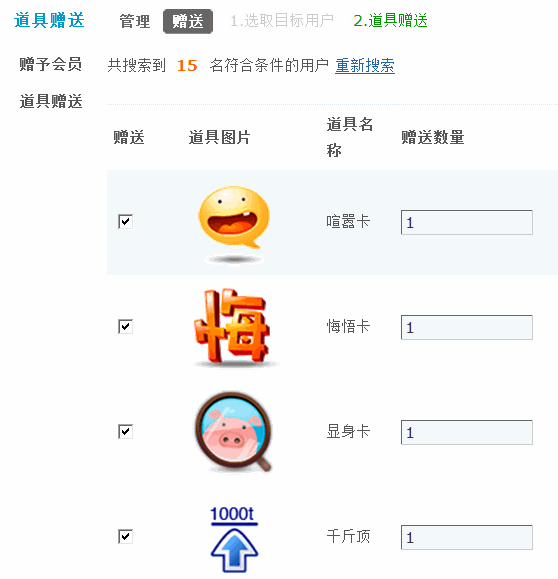 道具赠送 管理 赠送 1.选取目标用户 2.道具赠送
赠予会员 共搜索到 15 名符合条件的用户 重新搜索
道具赠送
赠送 道具图片 道具名称 赠送数量
喧嚣卡 1
悔
悔悟卡 1
显身卡 1
1000t
千斤顶 1